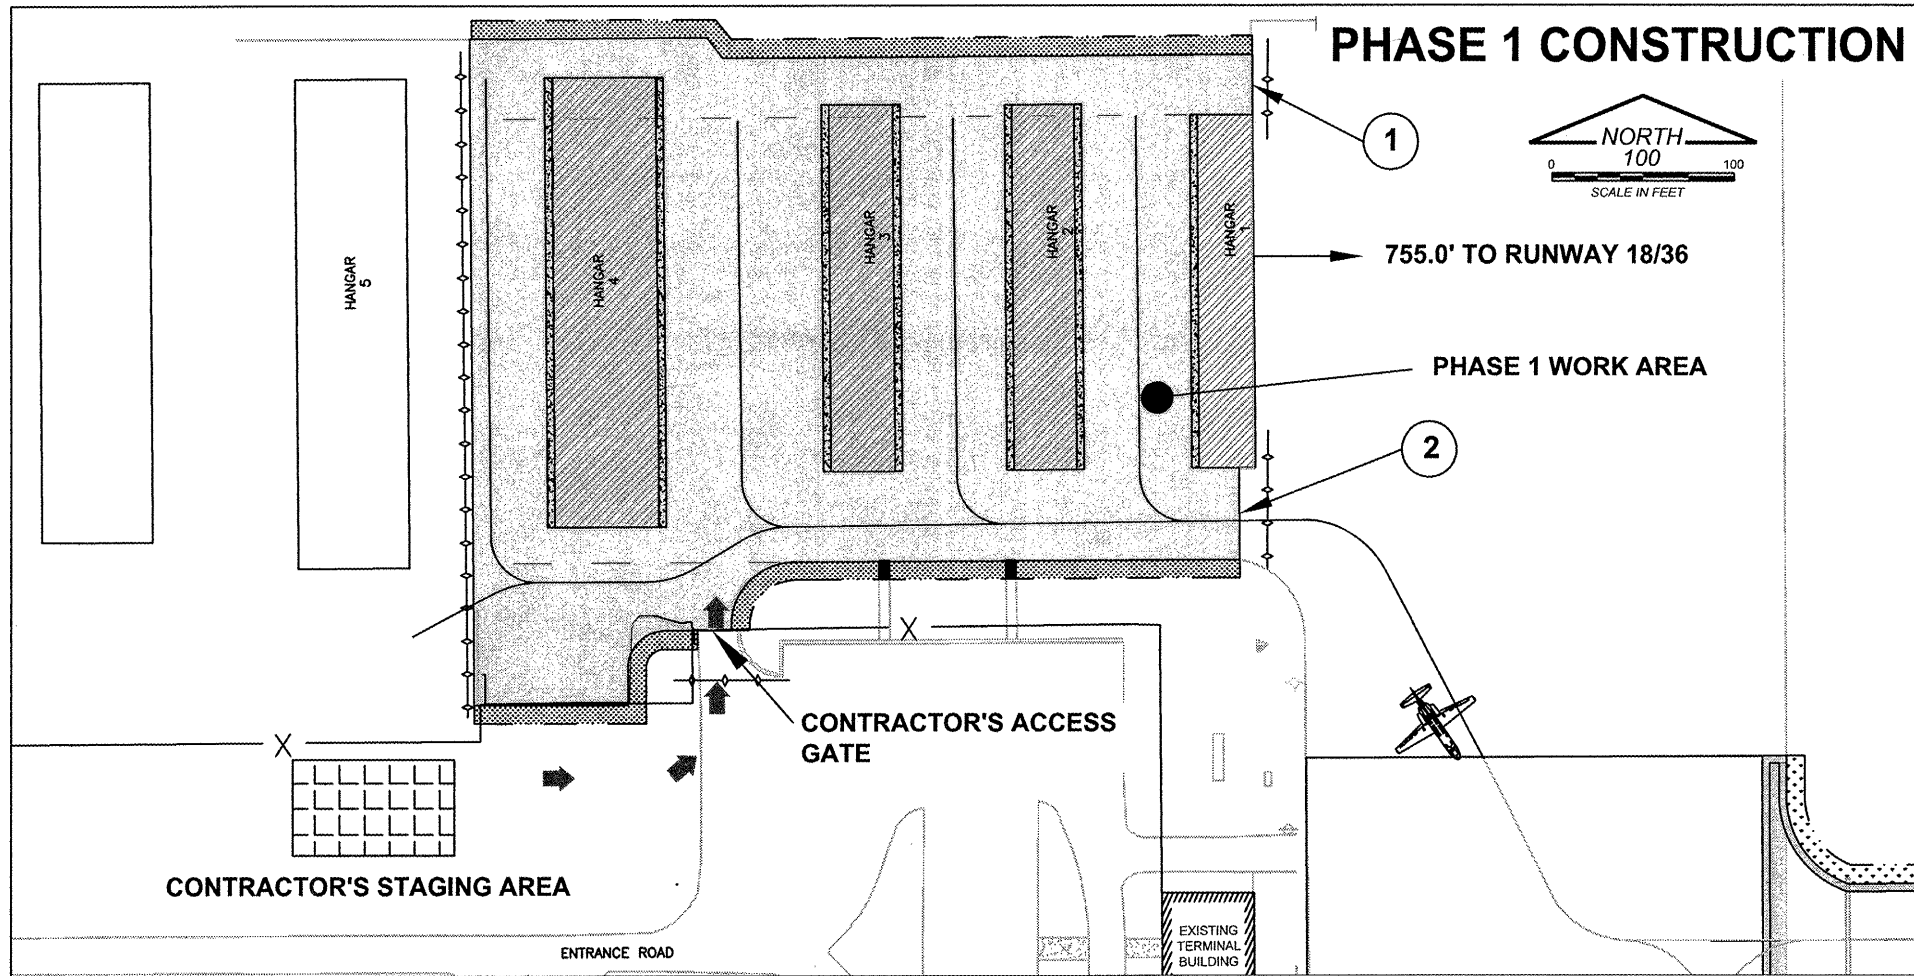 PHASE 1 CONSTRUCTION
1
NORTH
100
0
100
SCALE IN FEET
HANGAR
5
HANGAR
4
HANGAR
3
HANGAR
2
HANGAR
1
755.0' TO RUNWAY 18/36
PHASE 1 WORK AREA
2
X
CONTRACTOR'S ACCESS
GATE
X
CONTRACTOR'S STAGING AREA
ENTRANCE ROAD
EXISTING
TERMINAL
BUILDING